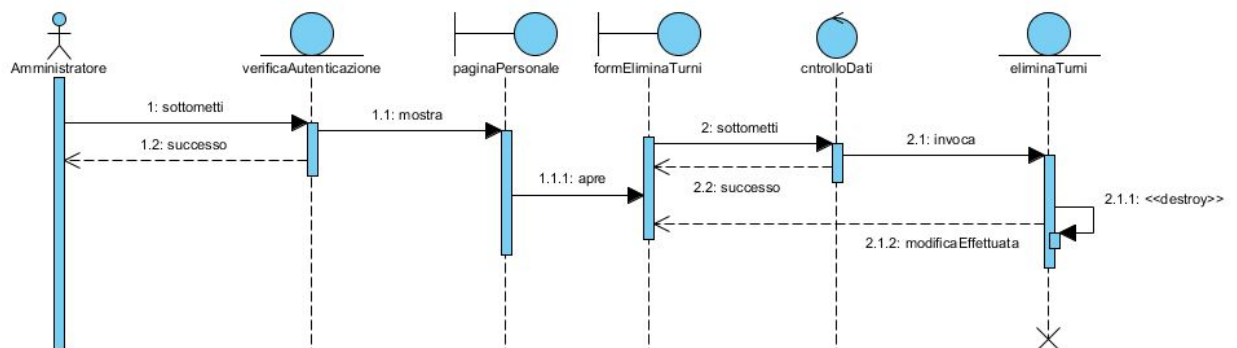 Amministratore
verificaAutenticazione
paginaPersonale
formEliminaTurni
cntrolloDati
eliminaTurni
1: sottometti
1.1: mostra
2: sottometti
2.1: invoca
1.2: successo
1.1.1: apre
2.2: successo
2.1.1: <<destroy>>
2.1.2: modificaEffettuata